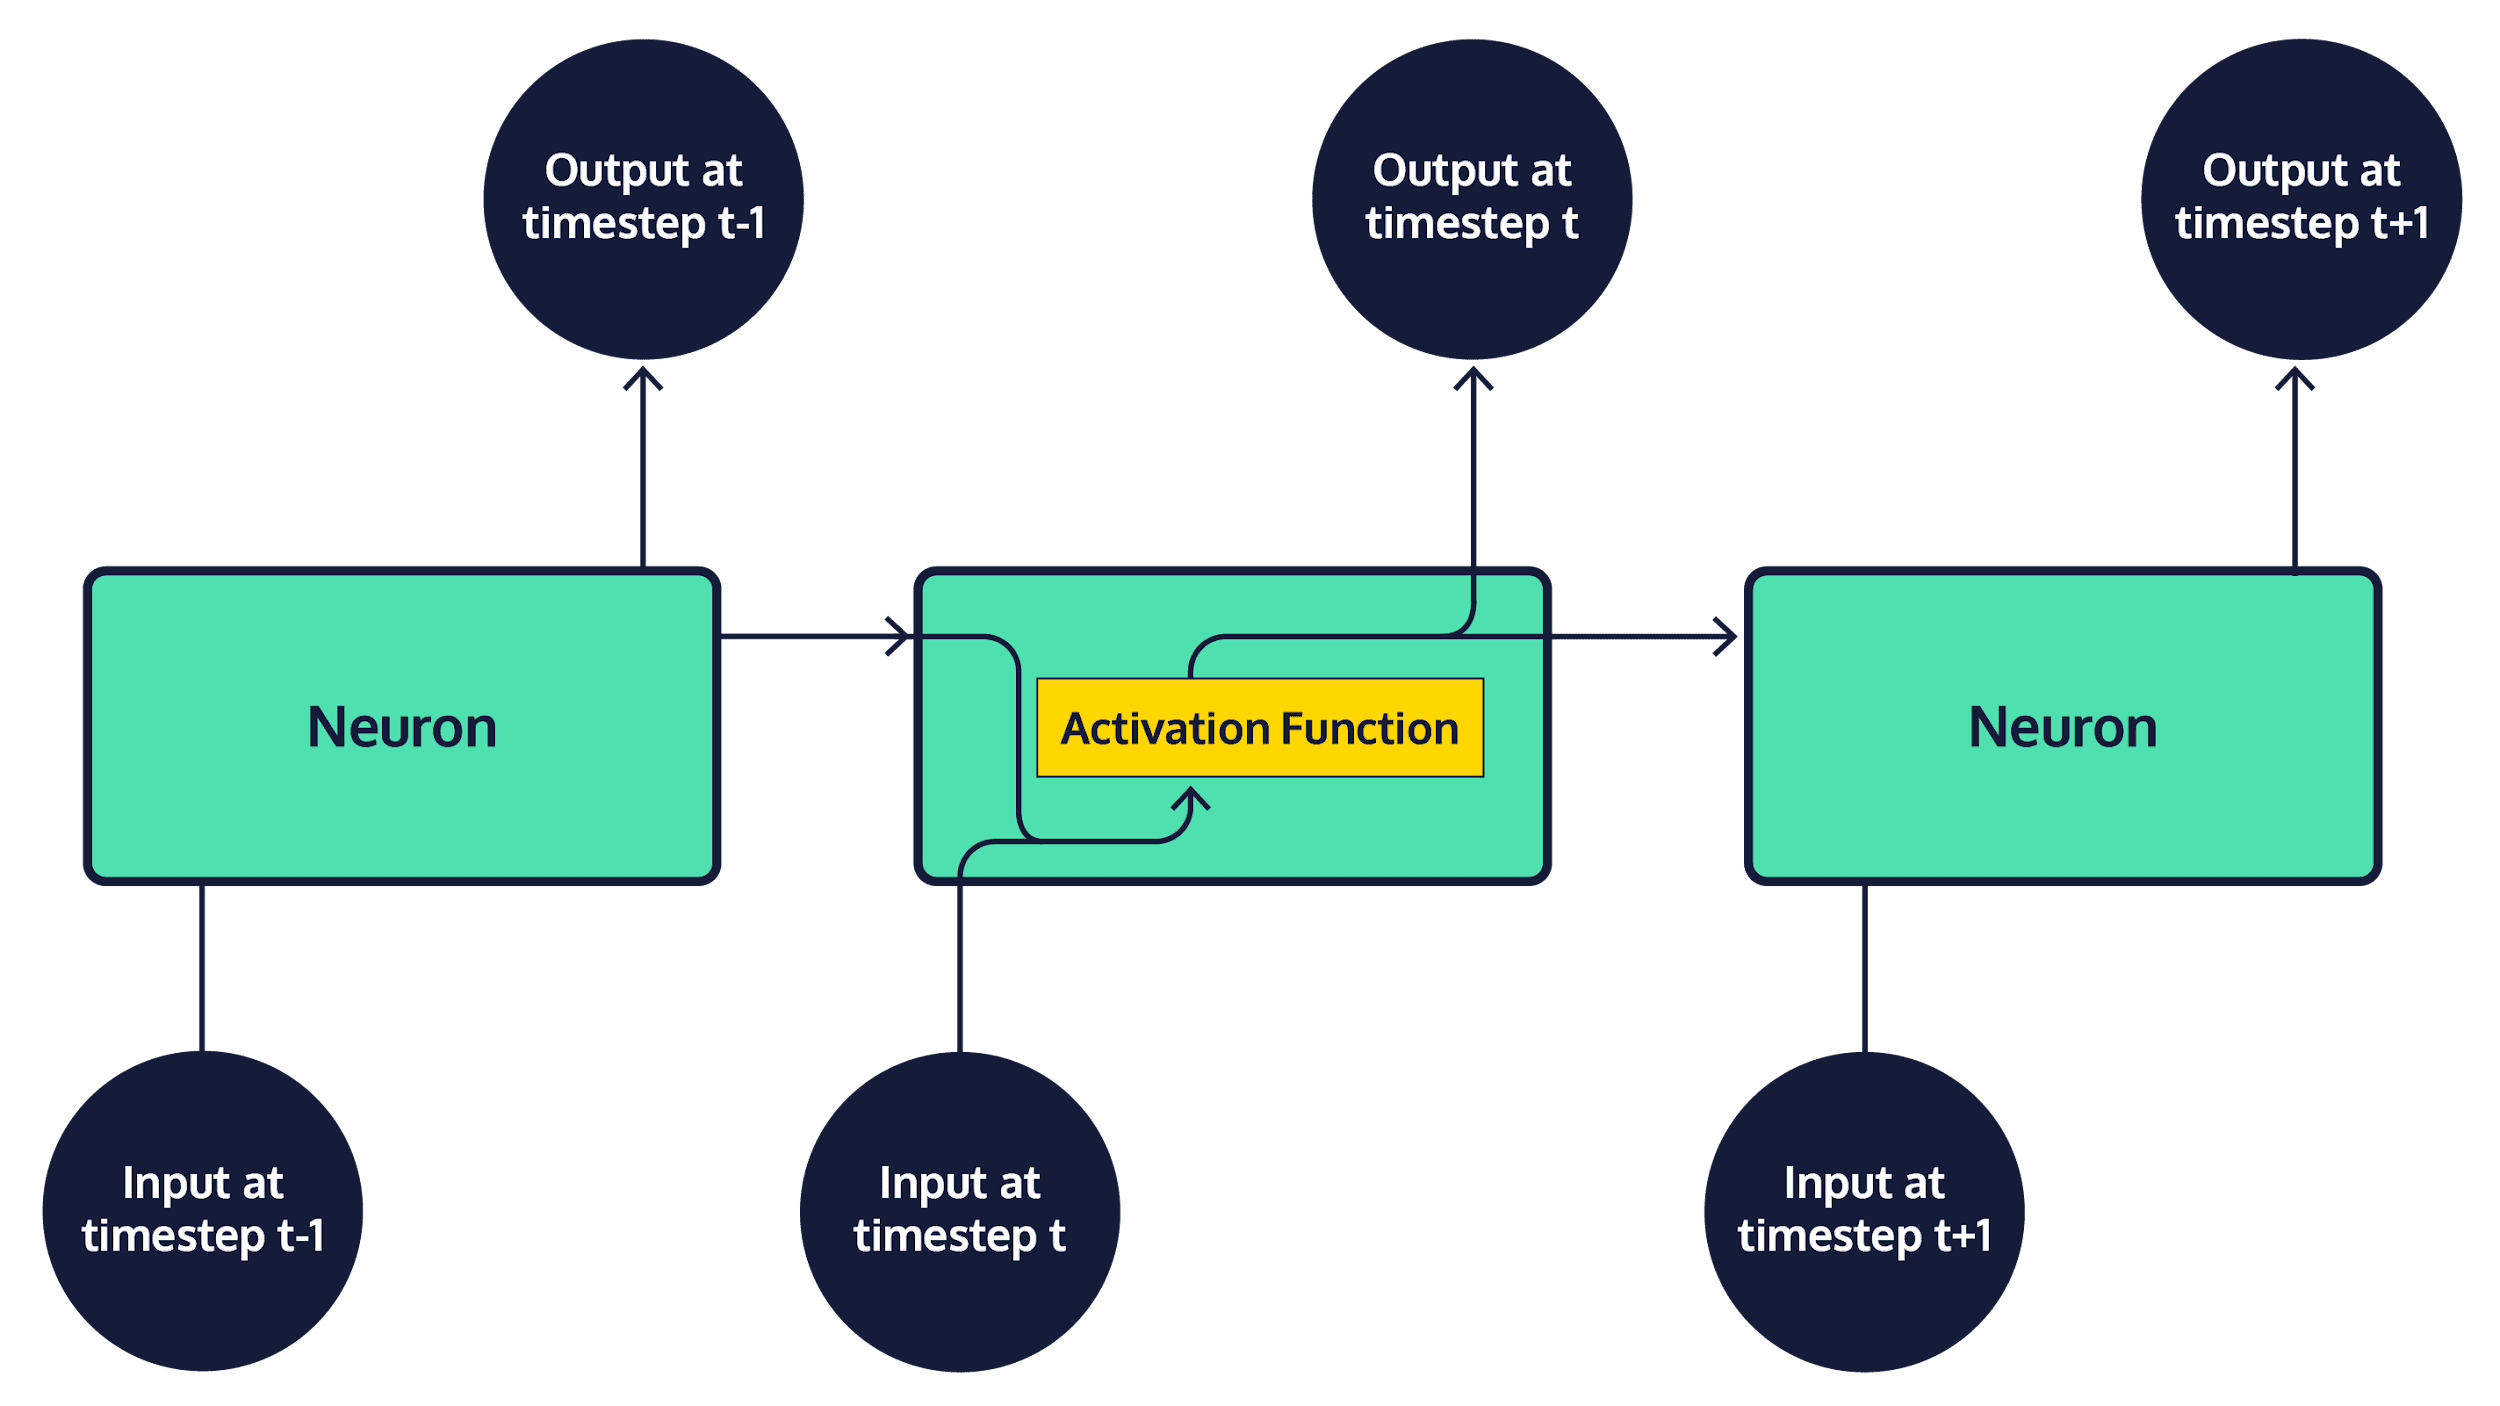 Output at
timestep t-1
Output at
timestep t
Output at
timestep t+1
Neuron
Activation Function
Neuron
Input at
timestep t-1
Input at
timestep t
Input at
timestep t+1